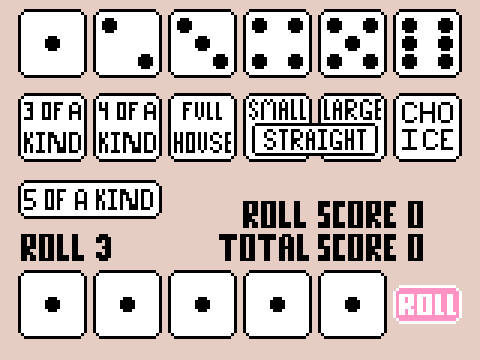 3 OF A KIND
4 OF A KIND
FULL HOUSE
SMALL LARGE
STRAIGHT
CHO
ICE
5 OF A KIND
ROLL SCORE 0
ROLL 3
TOTAL SCORE 0
ROLL